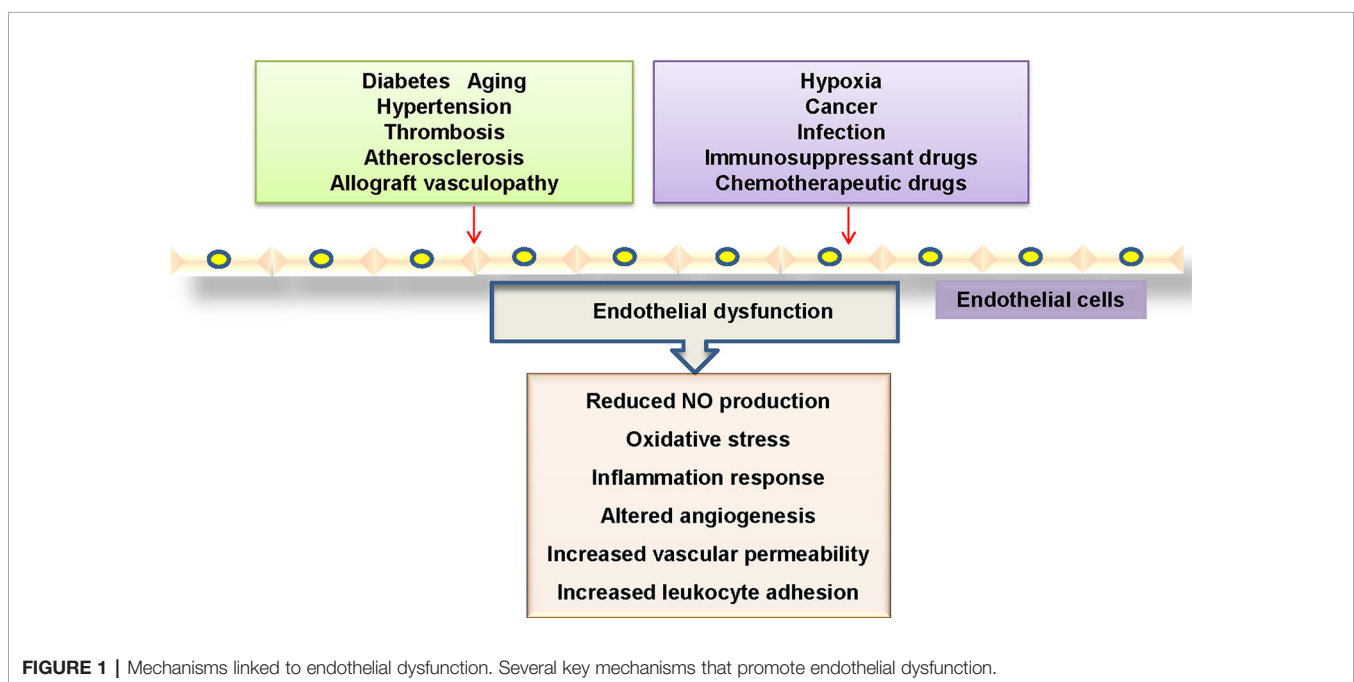 Diabetes Aging
Hypertension
Thrombosis
Atherosclerosis
Allograft vasculopathy
Hypoxia
Cancer
Infection
Immunosuppressant drugs
Chemotherapeutic drugs
Endothelial cells
Endothelial dysfunction
Reduced NO production
Oxidative stress
Inflammation response
Altered angiogenesis
Increased vascular permeability
Increased leukocyte adhesion
FIGURE 1 | Mechanisms linked to endothelial dysfunction. Several key mechanisms that promote endothelial dysfunction.